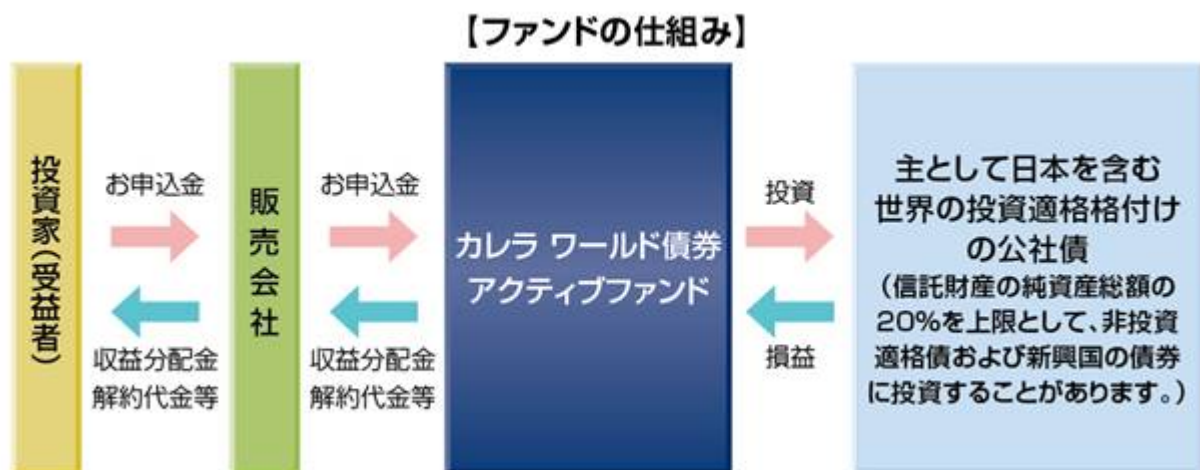 【ファンドの仕組み】
投資家（受益者）
お申込金
収益分配金
解約代金等
販売会社
お申込金
収益分配金
解約代金等
カレラ ワールド債券
アクティブファンド
投資
損益
主として日本を含む
世界の投資適格格付け
の公社債
（信託財産の純資産総額の
20%を上限として、非投資
適格債および新興国の債券
に投資することがあります。）